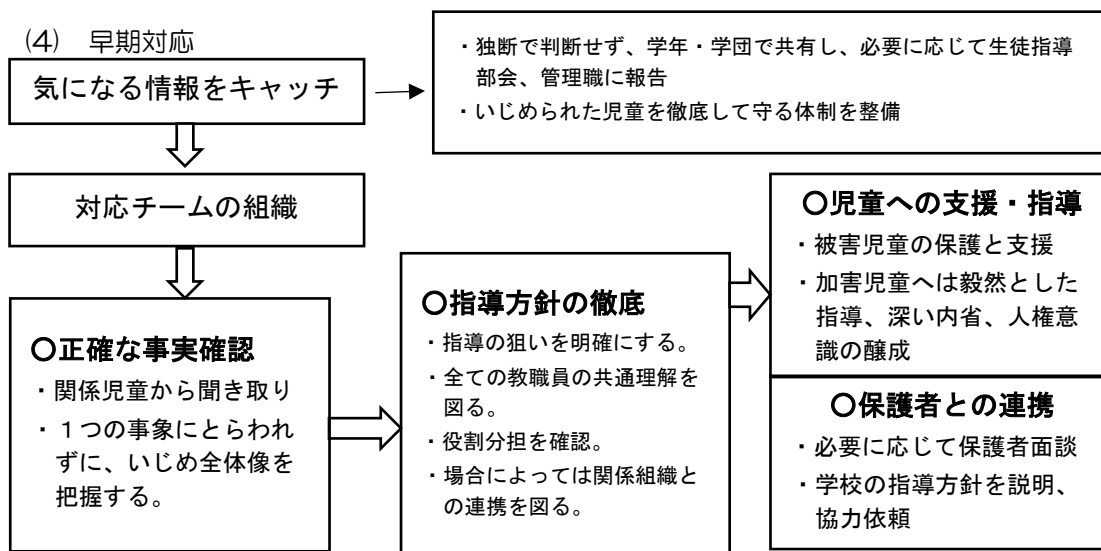 (4) 早期対応
気になる情報をキャッチ
・独断で判断せず、学年・学団で共有し、必要に応じて生徒指導
部会、管理職に報告
・いじめられた児童を徹底して守る体制を整備
対応チームの組織
〇正確な事実確認
・関係児童から聞き取り
・１つの事象にとらわれ
ずに、いじめ全体像を
把握する。
〇指導方針の徹底
・指導の狙いを明確にする。
・全ての教職員の共通理解を
図る。
・役割分担を確認。
・場合によっては関係組織と
の連携を図る。
〇児童への支援・指導
・被害児童の保護と支援
・加害児童へは毅然とした
指導、深い内省、人権意
識の醸成
〇保護者との連携
・必要に応じて保護者面談
・学校の指導方針を説明、
協力依頼